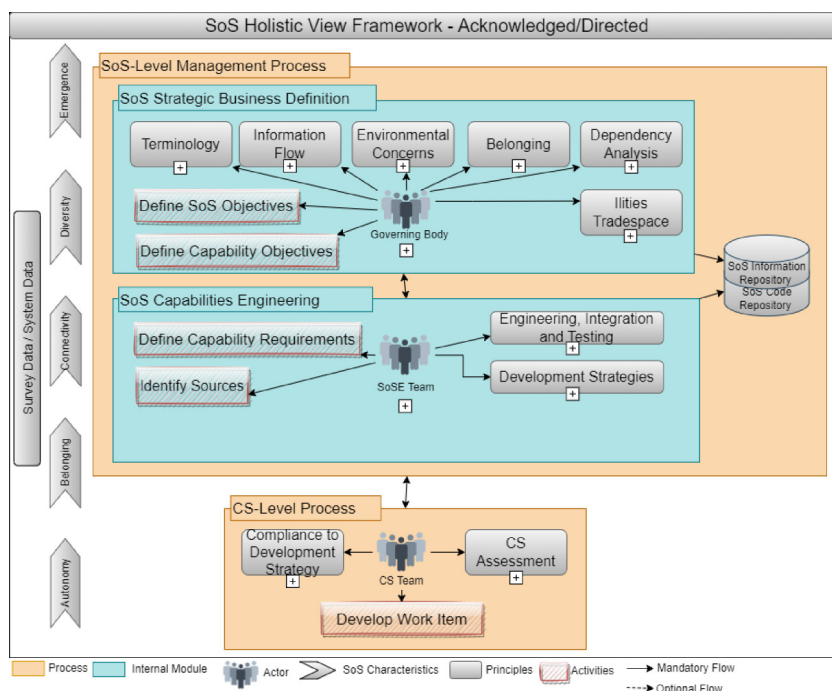 SoS Holistic View Framework - Acknowledged/Directed
Emergence
Diversity
Connectivity
Belonging
Autonomy
Survey Data / System Data
SoS-Level Management Process
SoS Strategic Business Definition
Terminology
Information
Flow
Environmental
Concerns
Belonging
Dependency
Analysis
Define SoS Objectives
Define Capability Objectives
Governing Body
Ilities
Tradespace
SoS Information
Repository
SoS Code
Repository
SoS Capabilities Engineering
Define Capability Requirements
Identify Sources
SoSE Team
Engineering, Integration
and Testing
Development Strategies
CS-Level Process
Compliance to
Development
Strategy
CS Team
CS
Assessment
Develop Work Item
Process
Internal Module
Actor
SoS Characteristics
Principles
Activities
Mandatory Flow
Optional Flow